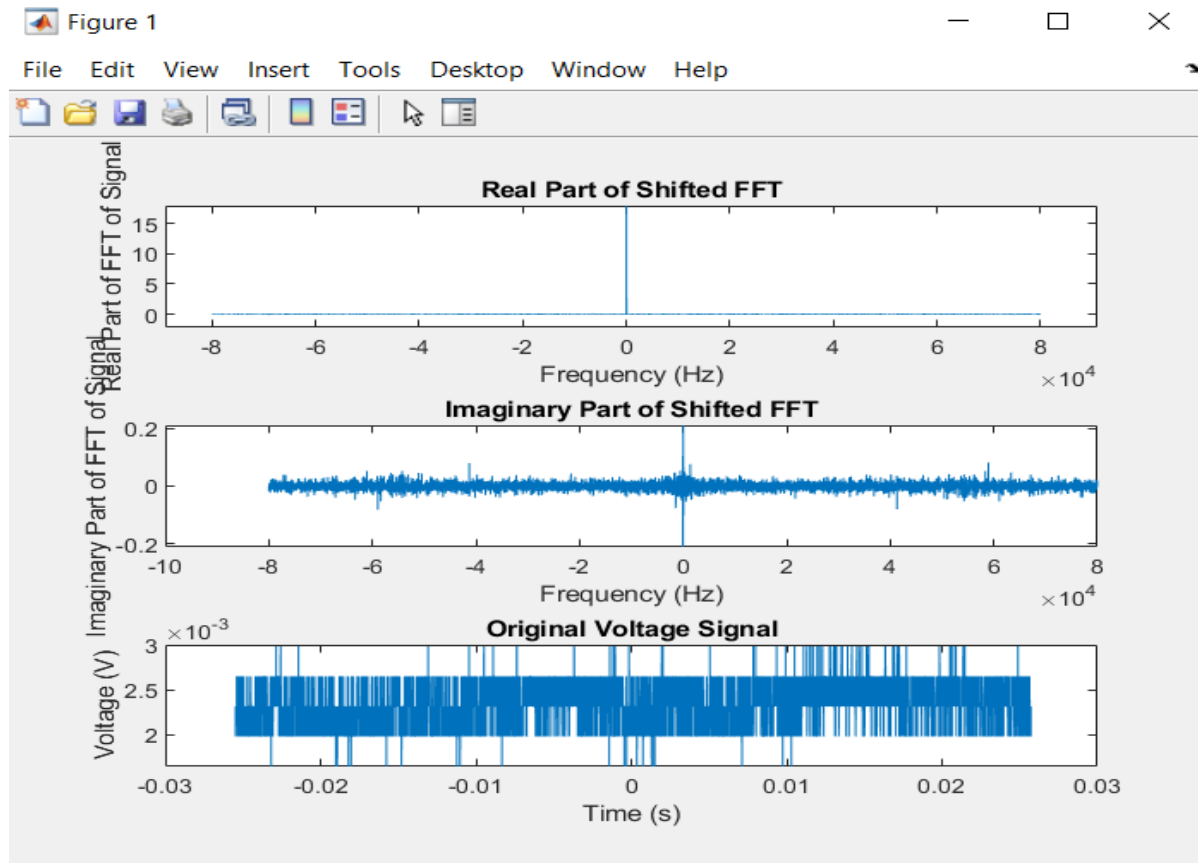 Figure 1
File Edit View Insert Tools Desktop Window Help
Real Part of Shifted FFT
Real Part of FFT of Signal
15
10
5
0
-8 -6 -4 -2 0 2 4 6 8
×10^4
Frequency (Hz)
Imaginary Part of Shifted FFT
Imaginary Part of FFT of Signal
0.2
0
-0.2
-10 -8 -6 -4 -2 0 2 4 6 8
×10^4
Frequency (Hz)
Original Voltage Signal
×10^-3
Voltage (V)
3
2.5
2
-0.03 -0.02 -0.01 0 0.01 0.02 0.03
Time (s)